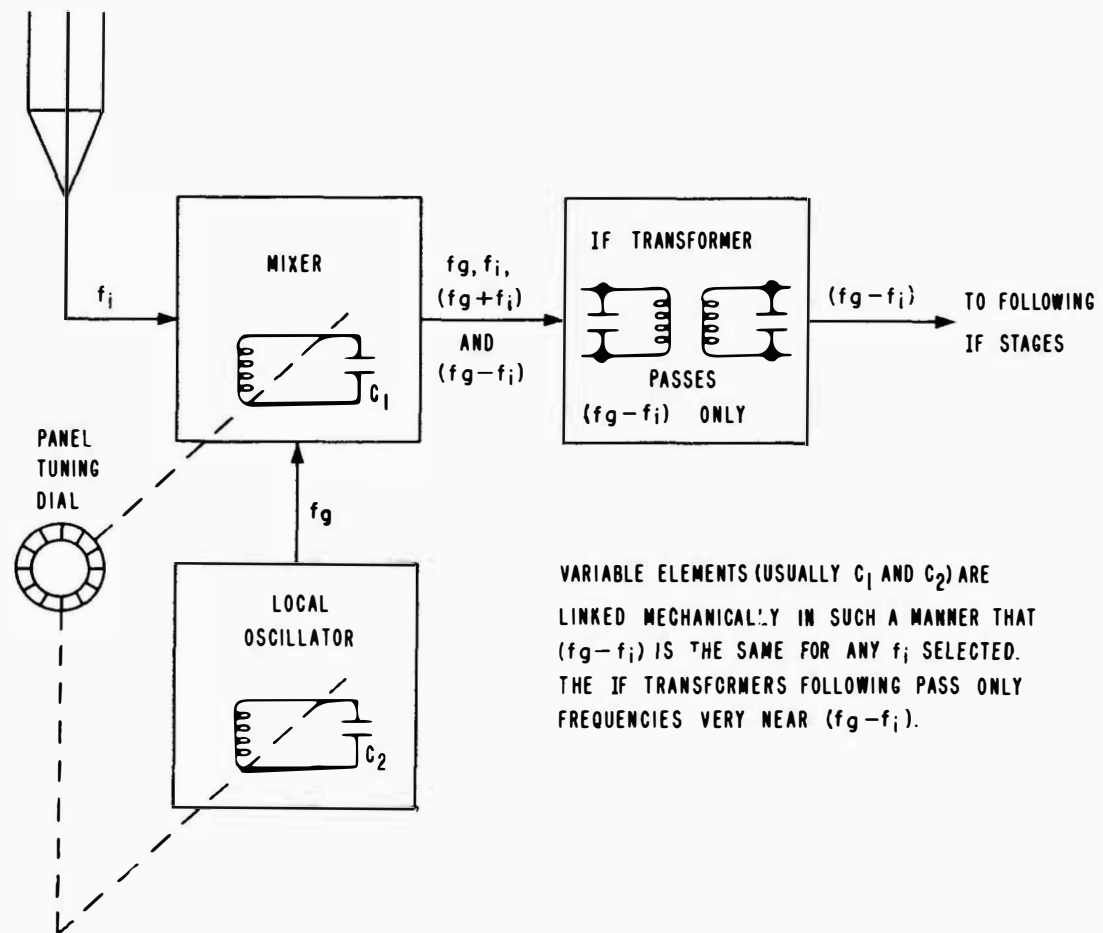 MIXER
fi
C1
fg, fi,
(fg+fi)
AND
(fg-fi)
IF TRANSFORMER
PASSES
(fg-fi) ONLY
(fg-fi)
TO FOLLOWING
IF STAGES
PANEL
TUNING
DIAL
fg
LOCAL
OSCILLATOR
C2
VARIABLE ELEMENTS (USUALLY C1 AND C2) ARE
LINKED MECHANICALLY IN SUCH A MANNER THAT
(fg-fi) IS THE SAME FOR ANY fi SELECTED.
THE IF TRANSFORMERS FOLLOWING PASS ONLY
FREQUENCIES VERY NEAR (fg-fi).